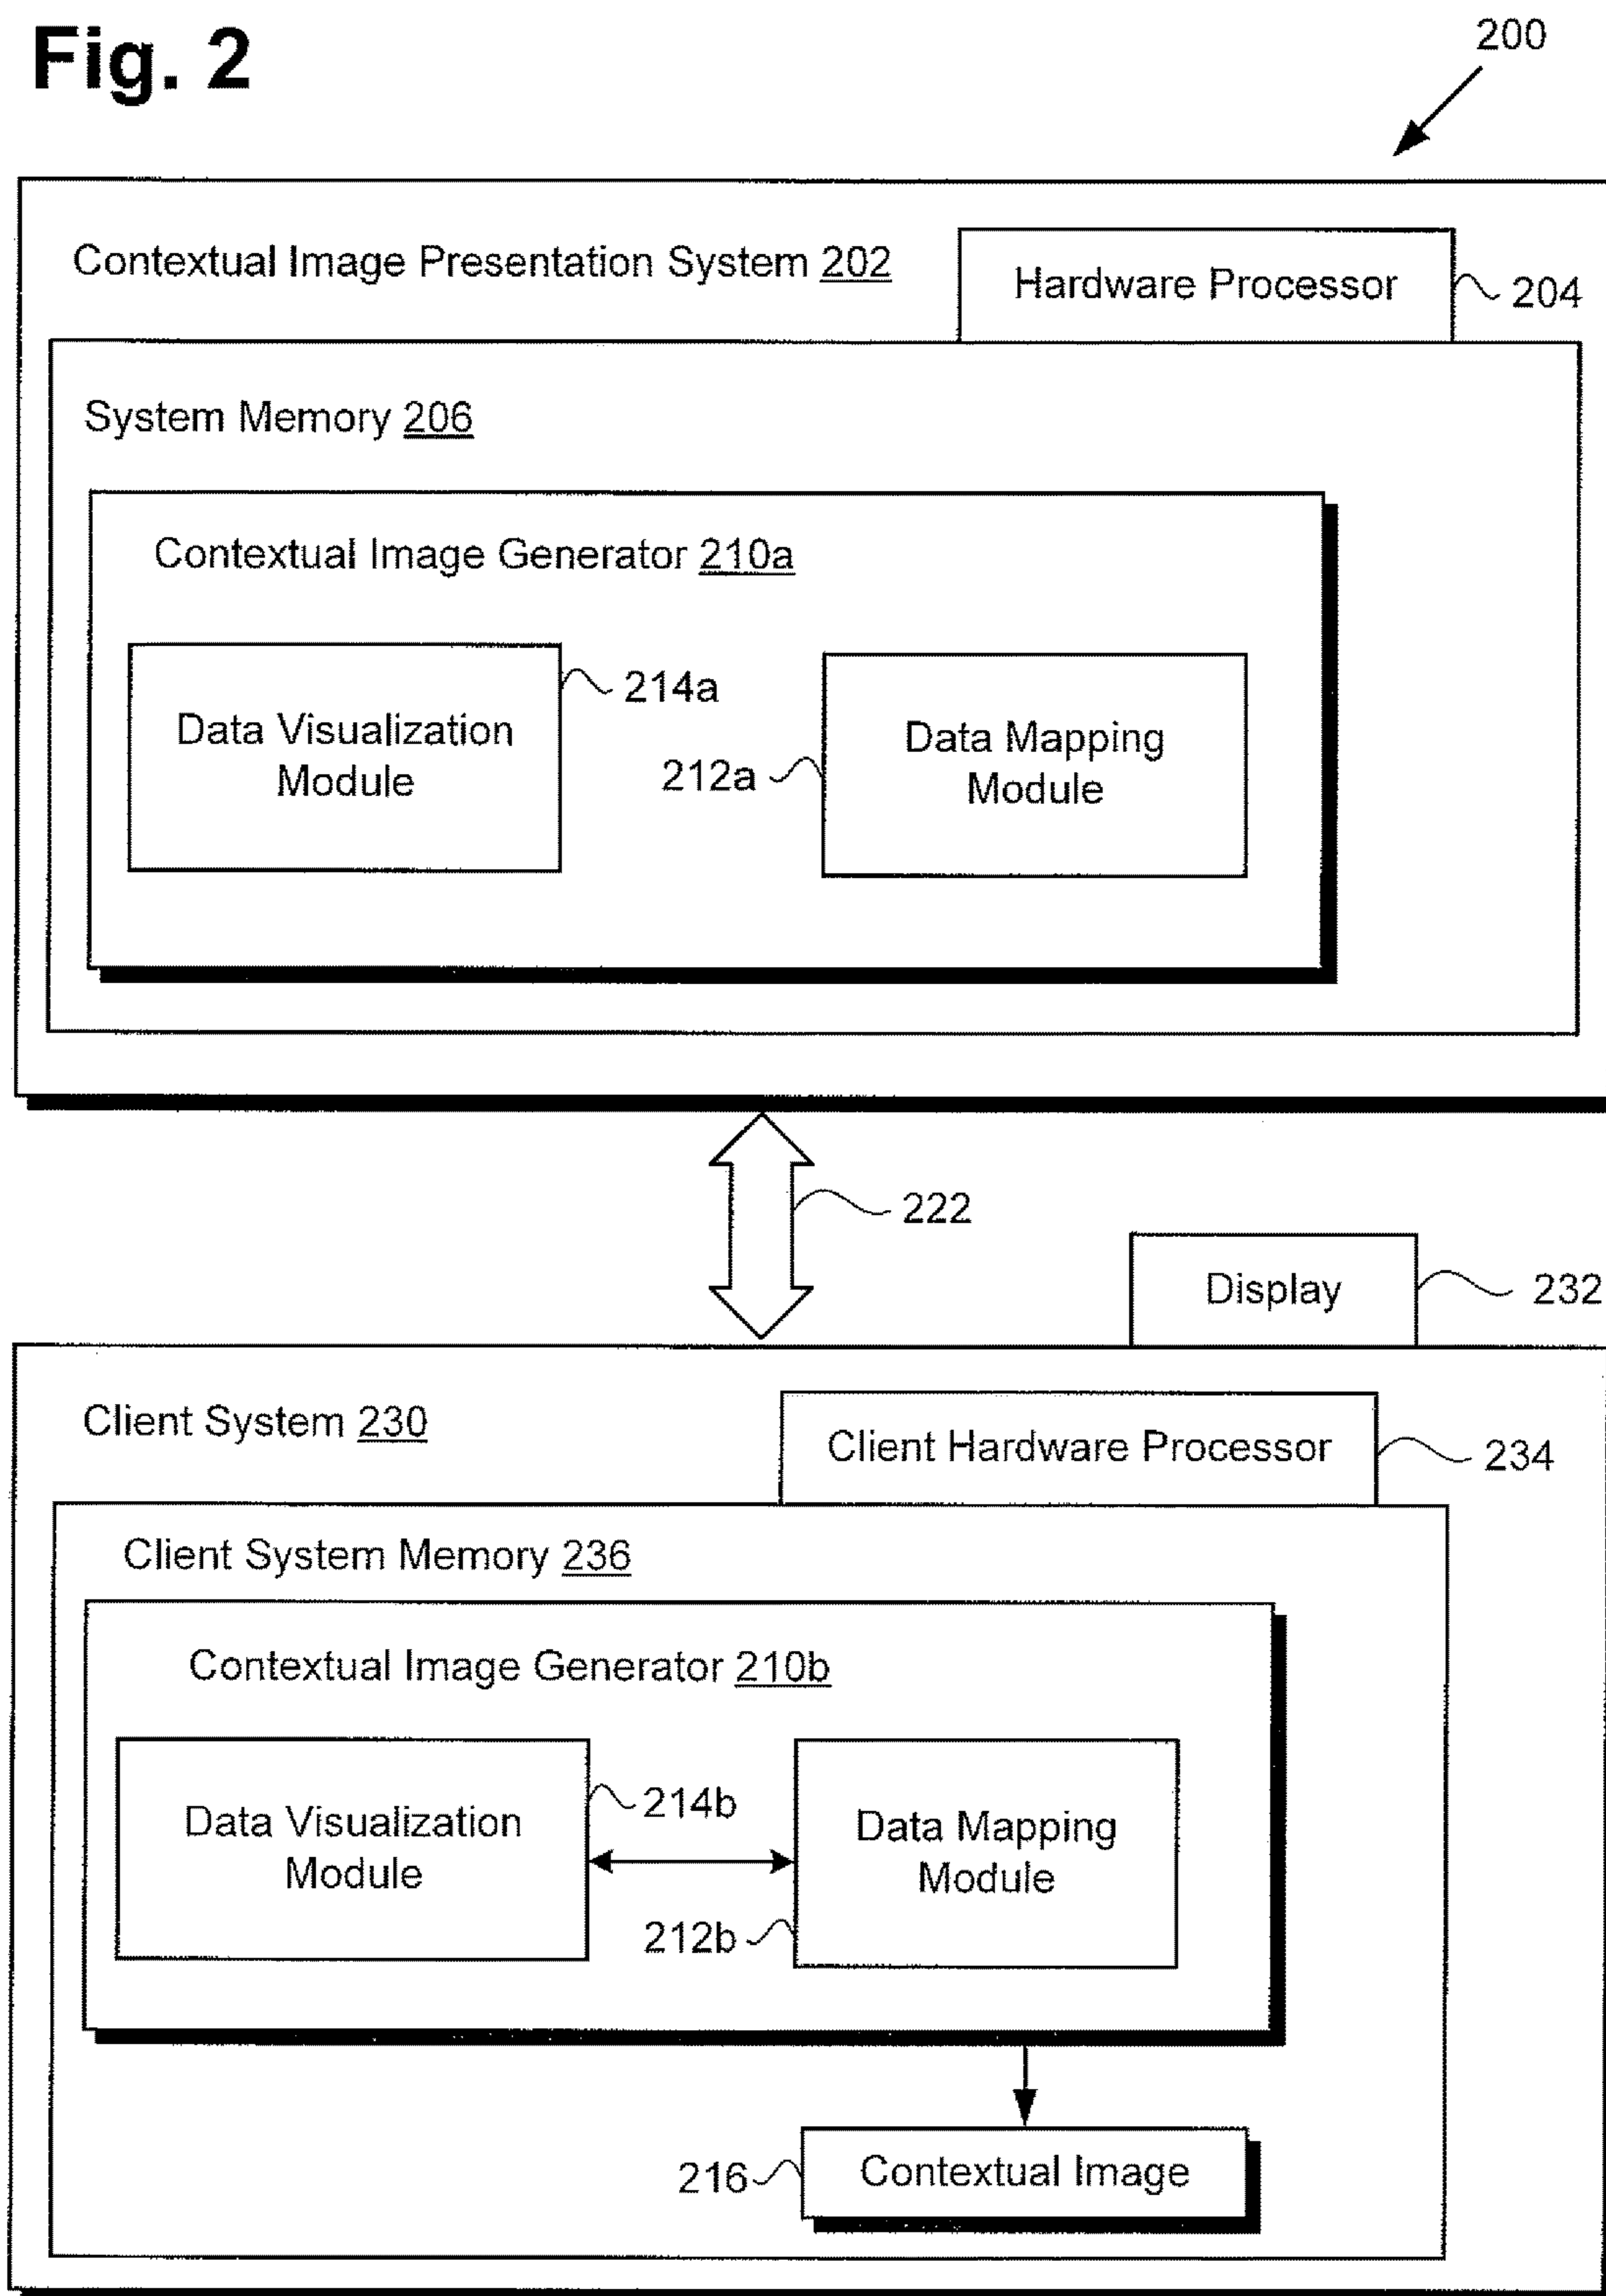 Fig. 2
200
Contextual Image Presentation System 202
Hardware Processor
204
System Memory 206
Contextual Image Generator 210a
214a
Data Visualization
Module
212a
Data Mapping
Module
222
Display
232
Client System 230
Client Hardware Processor
234
Client System Memory 236
Contextual Image Generator 210b
Data Visualization
Module
214b
212b
Data Mapping
Module
216
Contextual Image